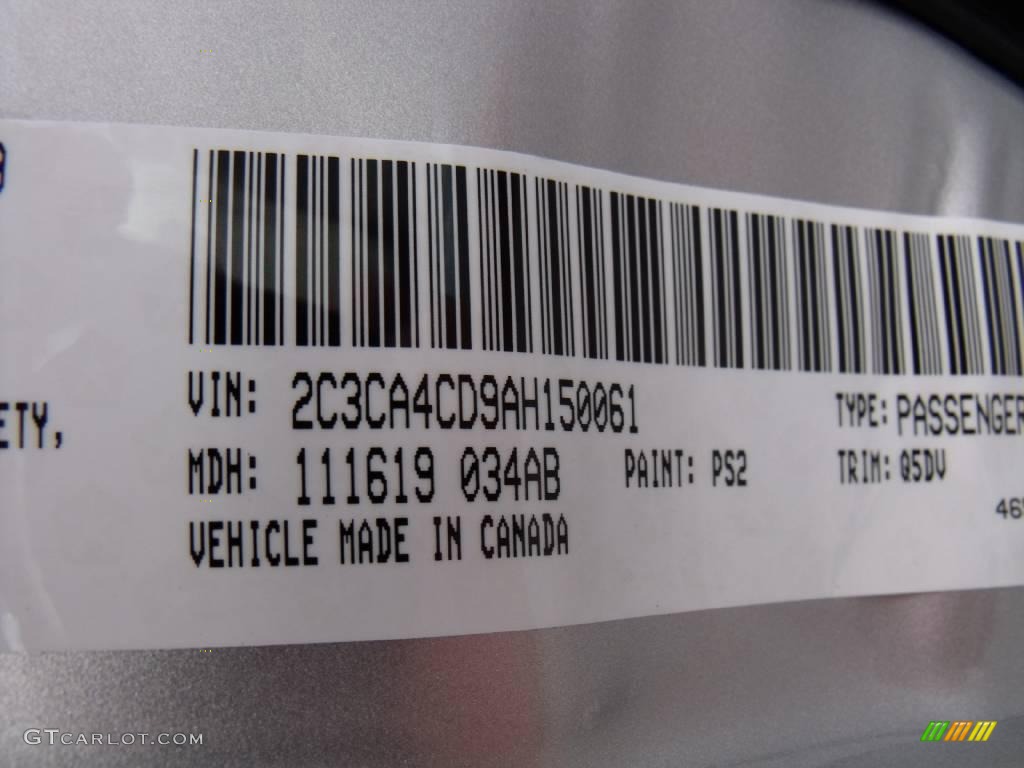 ETY,
VIN: 2C3CA4CD9AH150061 TYPE: PASSENGER
MDH: 111619 034AB PAINT: PS2 TRIM: Q5DV
VEHICLE MADE IN CANADA
GTCARLOT.COM